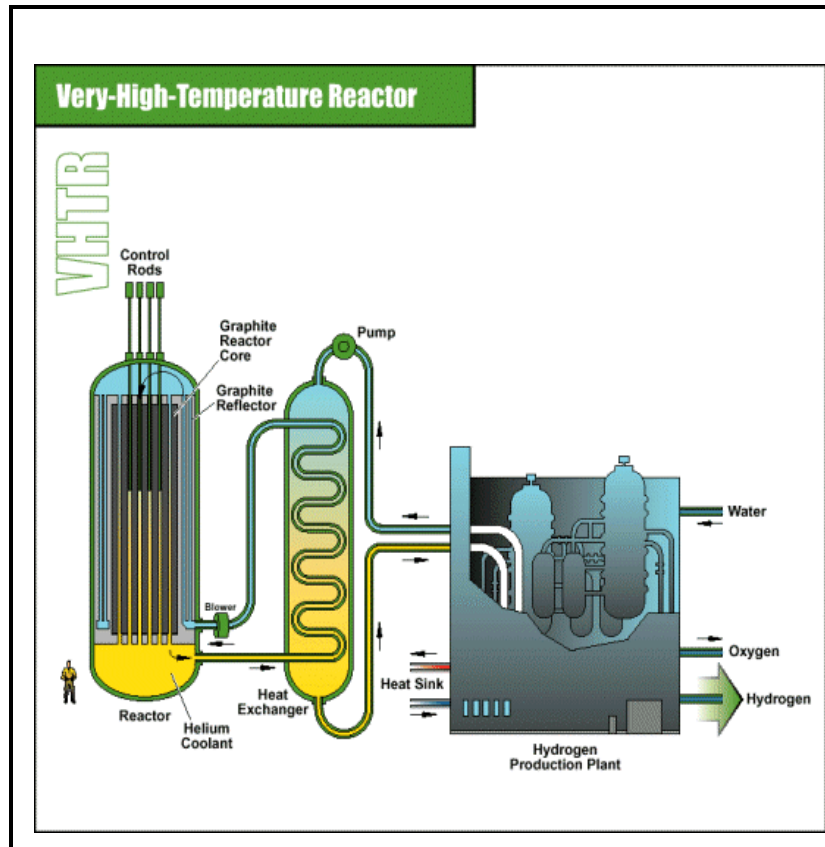 Very-High-Temperature Reactor
VHTR
Control
Rods
Graphite
Reactor
Core
Graphite
Reflector
Pump
Blower
Water
Oxygen
Heat Sink
Hydrogen
Heat
Exchanger
Reactor
Helium
Coolant
Hydrogen
Production Plant